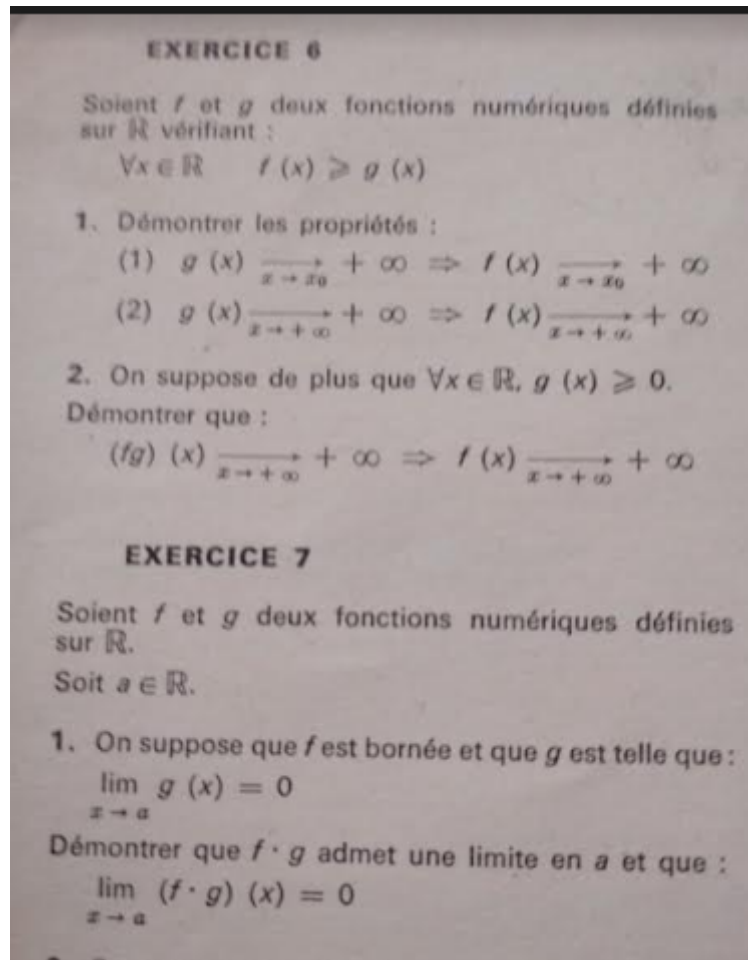 EXERCICE 6
Soient f et g deux fonctions numériques définies
sur ℝ vérifiant :
∀x ∈ ℝ f (x) ⩾ g (x)
1. Démontrer les propriétés :
(1) g (x) ⟶ + ∞ ⇒ f (x) ⟶ + ∞
x → x₀ x → x₀
(2) g (x) ⟶ + ∞ ⇒ f (x) ⟶ + ∞
x → + ∞ x → + ∞
2. On suppose de plus que ∀x ∈ ℝ, g (x) ⩾ 0.
Démontrer que :
(fg) (x) ⟶ + ∞ ⇒ f (x) ⟶ + ∞
x → + ∞ x → + ∞
EXERCICE 7
Soient f et g deux fonctions numériques définies
sur ℝ.
Soit a ∈ ℝ.
1. On suppose que f est bornée et que g est telle que :
lim g (x) = 0
x → a
Démontrer que f · g admet une limite en a et que :
lim (f · g) (x) = 0
x → a